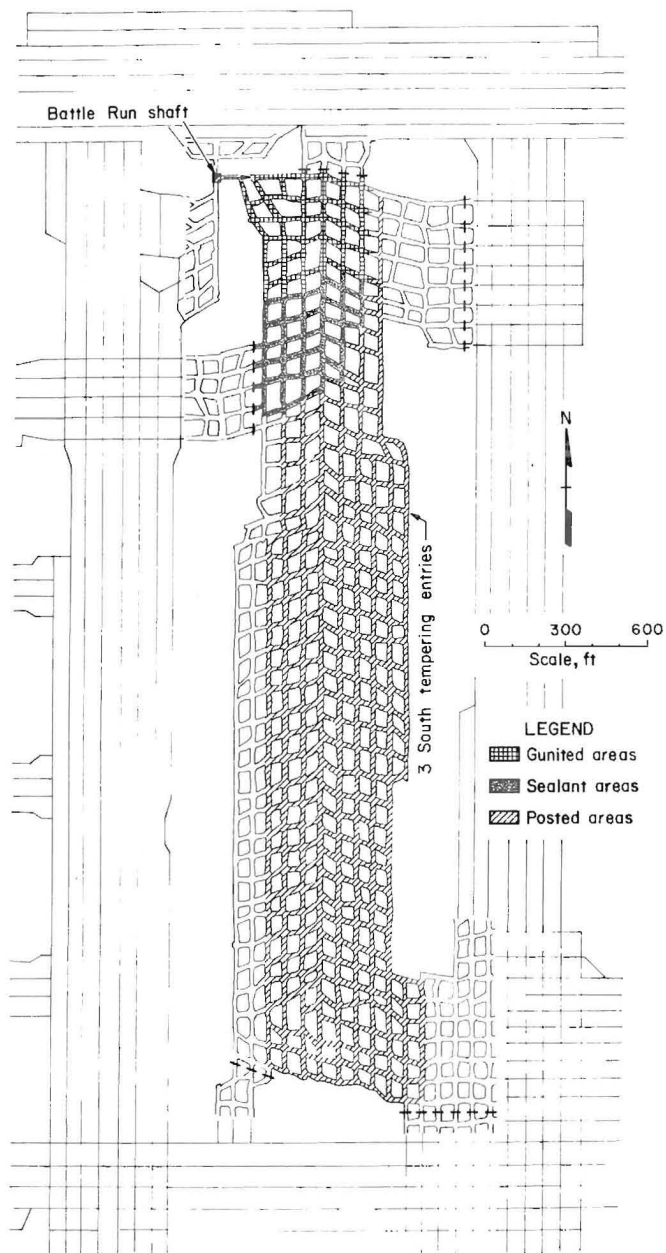 Battle Run shaft
N
0 300 600
Scale, ft
3 South tempering entries
LEGEND
Gunited areas
Sealant areas
Posted areas